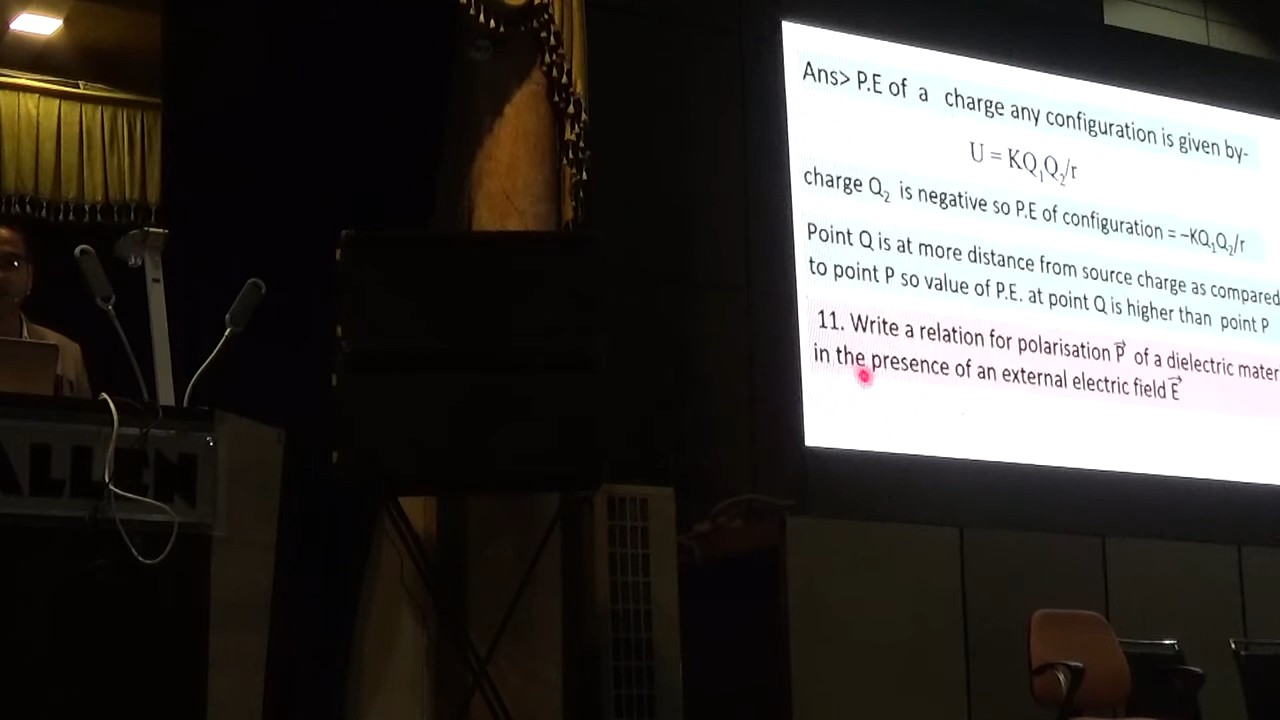 Ans> P.E of a charge any configuration is given by-
U = KQ₁Q₂/r
charge Q₂ is negative so P.E of configuration = –KQ₁Q₂/r
Point Q is at more distance from source charge as compared
to point P so value of P.E. at point Q is higher than point P
11. Write a relation for polarisation P⃗ of a dielectric mater
in the presence of an external electric field E⃗
ALLEN